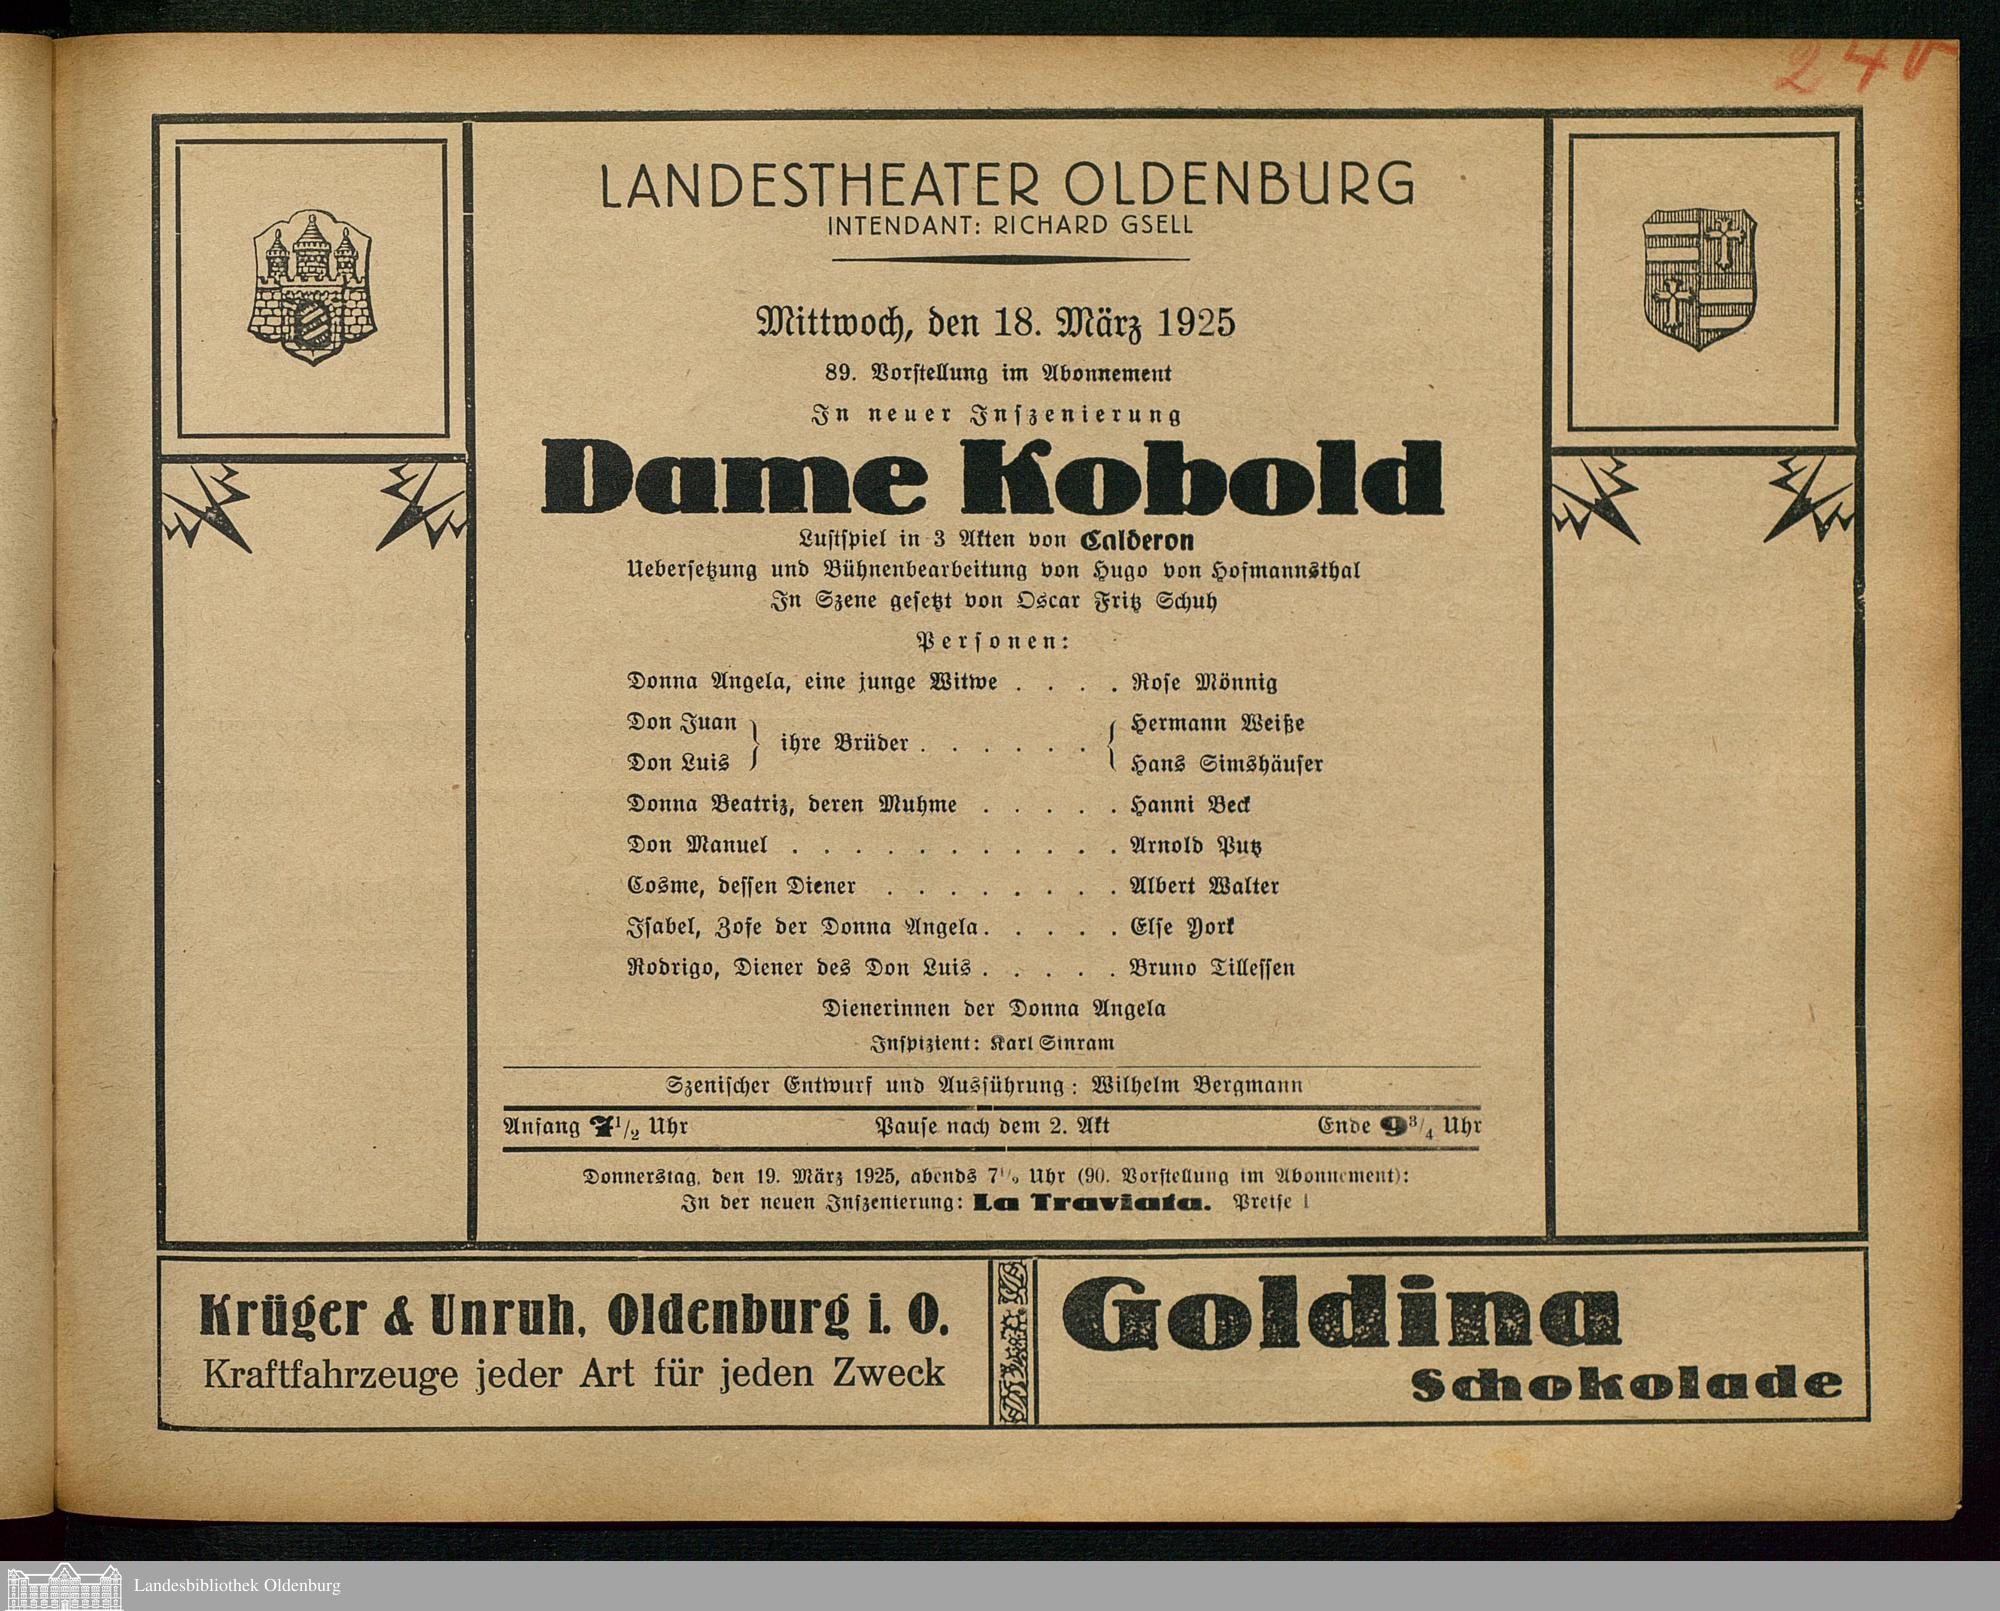 240
LANDESTHEATER OLDENBURG
INTENDANT: RICHARD GSELL
Mittwoch, den 18. März 1925
89. Vorstellung im Abonnement
In neuer Inszenierung
Dame Kobold
Lustspiel in 3 Akten von Calderon
Uebersetzung und Bühnenbearbeitung von Hugo von Hofmannsthal
In Szene gesetzt von Oscar Fritz Schuh
Personen:
Donna Angela, eine junge Witwe . . . . Rose Mönnig
Don Juan } ihre Brüder . . . . . . { Hermann Weiße
Don Luis } { Hans Simshäuser
Donna Beatriz, deren Muhme . . . . . Hanni Beck
Don Manuel . . . . . . . . . . . Arnold Putz
Cosme, dessen Diener . . . . . . . . Albert Walter
Isabel, Zofe der Donna Angela . . . . . Else York
Rodrigo, Diener des Don Luis . . . . . Bruno Tillessen
Dienerinnen der Donna Angela
Inspizient: Karl Sinram
Szenischer Entwurf und Ausführung: Wilhelm Bergmann
Anfang 7 1/2 Uhr Pause nach dem 2. Akt Ende 9 3/4 Uhr
Donnerstag, den 19. März 1925, abends 7 1/2 Uhr (90. Vorstellung im Abonnement):
In der neuen Inszenierung: La Traviata. Preise I
Krüger & Unruh, Oldenburg i. O.
Kraftfahrzeuge jeder Art für jeden Zweck
Goldina
Schokolade
Landesbibliothek Oldenburg